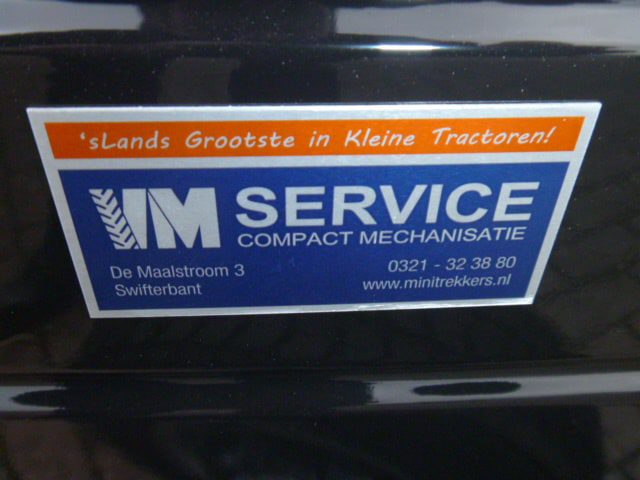 'sLands Grootste in Kleine Tractoren!
VM SERVICE
COMPACT MECHANISATIE
De Maalstroom 3
Swifterbant
0321 - 32 38 80
www.minitrekkers.nl